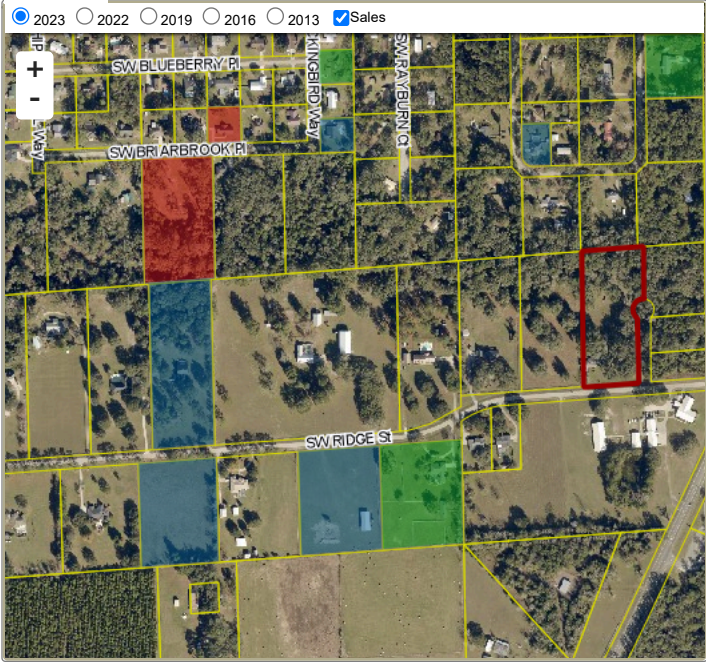 2023 2022 2019 2016 2013 Sales
+
-
SW BLUEBERRY Pl
KINGBIRD Way
SW RAYBURN Ct
Way
SW BRIARBROOK Pl
SW RIDGE St